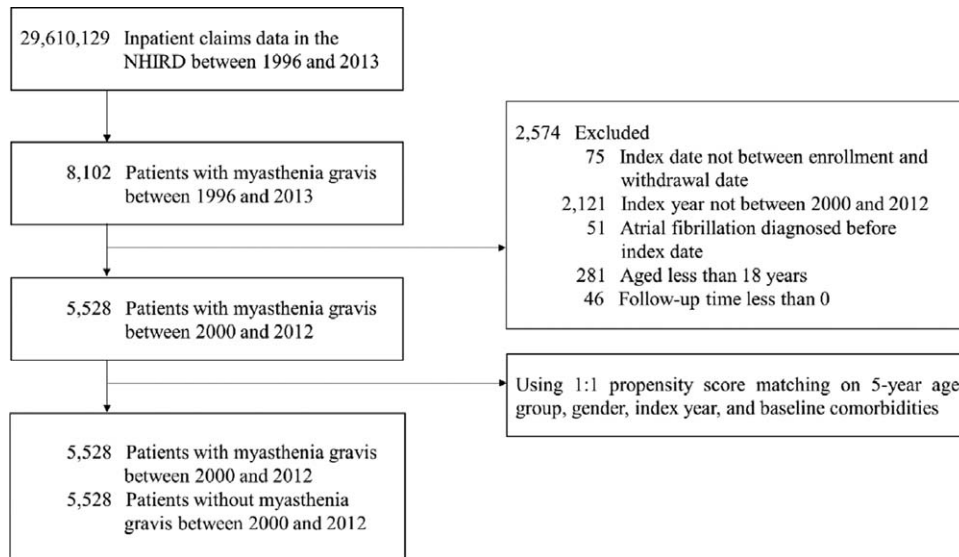 29,610,129 Inpatient claims data in the
NHIRD between 1996 and 2013
8,102 Patients with myasthenia gravis
between 1996 and 2013
2,574 Excluded
75 Index date not between enrollment and
withdrawal date
2,121 Index year not between 2000 and 2012
51 Atrial fibrillation diagnosed before
index date
281 Aged less than 18 years
46 Follow-up time less than 0
5,528 Patients with myasthenia gravis
between 2000 and 2012
Using 1:1 propensity score matching on 5-year age
group, gender, index year, and baseline comorbidities
5,528 Patients with myasthenia gravis
between 2000 and 2012
5,528 Patients without myasthenia
gravis between 2000 and 2012